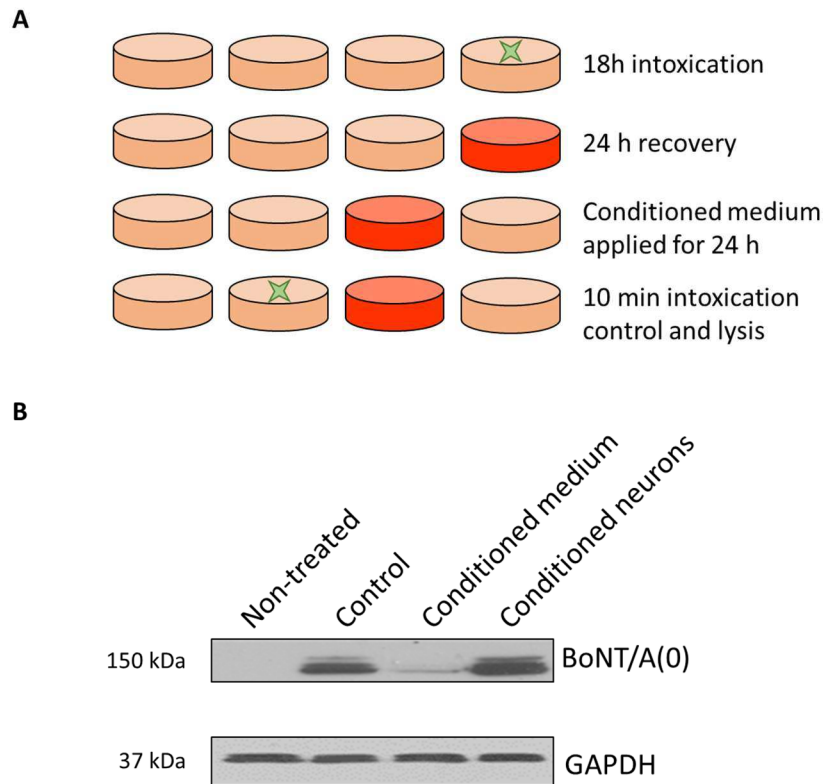 A
18h intoxication
24 h recovery
Conditioned medium
applied for 24 h
10 min intoxication
control and lysis
B
Non-treated
Control
Conditioned medium
Conditioned neurons
150 kDa
BoNT/A(0)
37 kDa
GAPDH